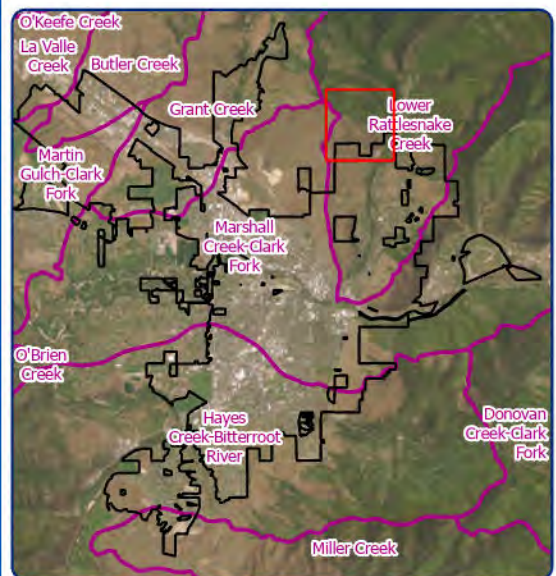 O'Keefe Creek
La Valle
Creek
Butler Creek
Grant Creek
Lower
Rattlesnake
Creek
Martin
Gulch-Clark
Fork
Marshall
Creek-Clark
Fork
O'Brien
Creek
Hayes
Creek-Bitterroot
River
Donovan
Creek-Clark
Fork
Miller Creek